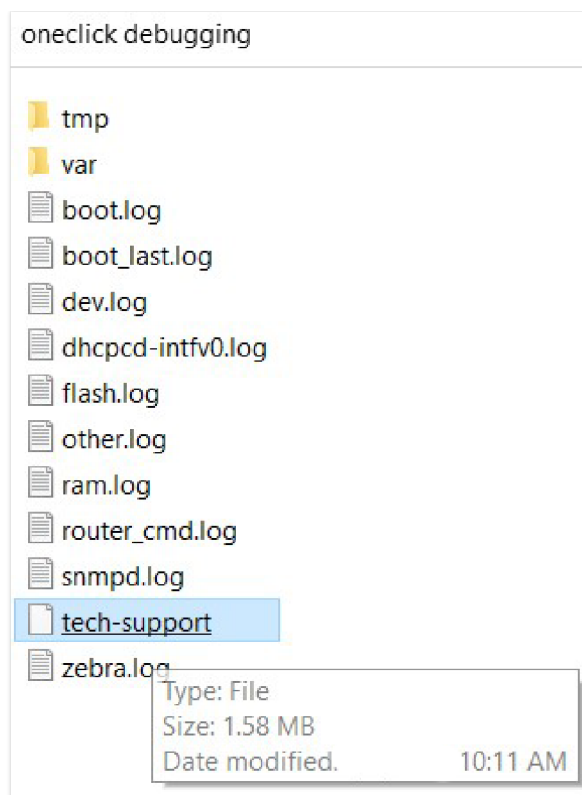 oneclick debugging
tmp
var
boot.log
boot_last.log
dev.log
dhcpcd-intfv0.log
flash.log
other.log
ram.log
router_cmd.log
snmpd.log
tech-support
zebra.log
Type: File
Size: 1.58 MB
Date modified. 10:11 AM